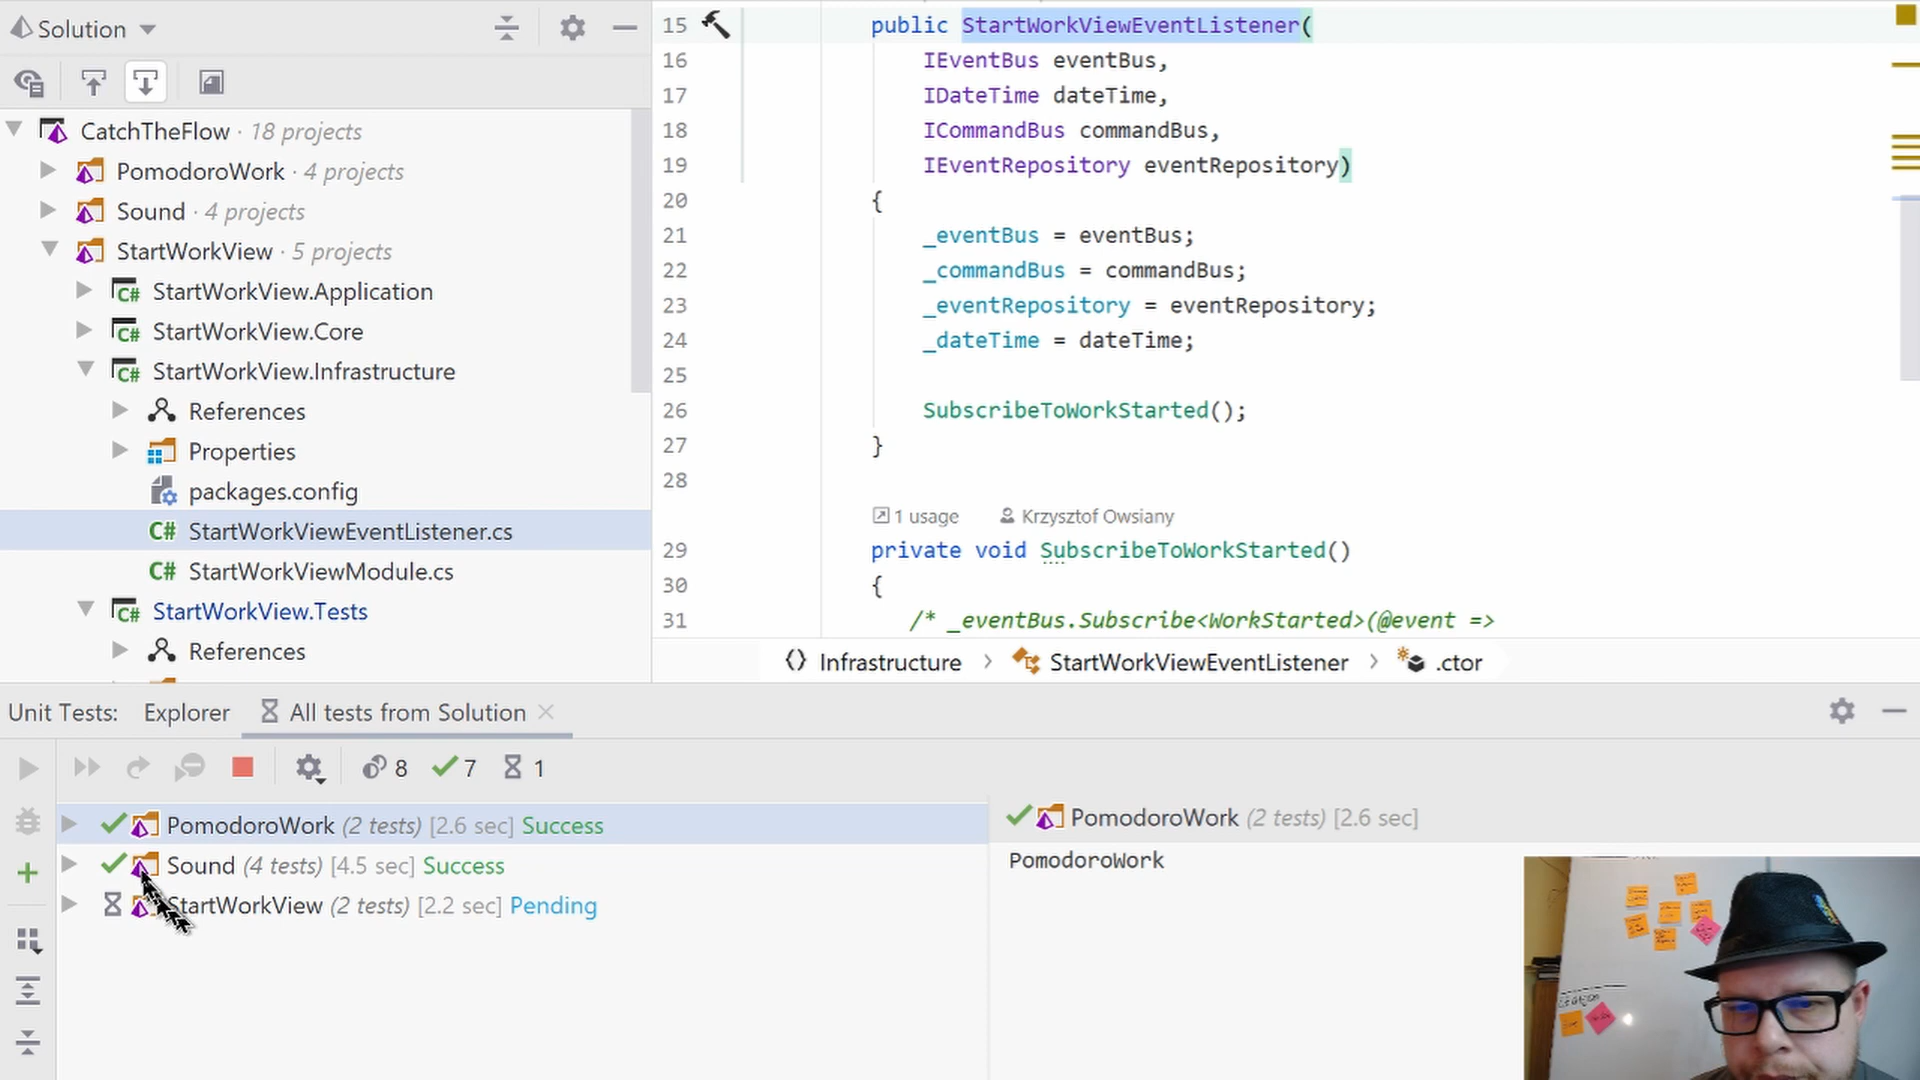 Solution
CatchTheFlow · 18 projects
PomodoroWork · 4 projects
Sound · 4 projects
StartWorkView · 5 projects
C# StartWorkView.Application
C# StartWorkView.Core
C# StartWorkView.Infrastructure
References
Properties
packages.config
C# StartWorkViewEventListener.cs
C# StartWorkViewModule.cs
C# StartWorkView.Tests
References
15 public StartWorkViewEventListener(
16 IEventBus eventBus,
17 IDateTime dateTime,
18 ICommandBus commandBus,
19 IEventRepository eventRepository)
20 {
21 _eventBus = eventBus;
22 _commandBus = commandBus;
23 _eventRepository = eventRepository;
24 _dateTime = dateTime;
25
26 SubscribeToWorkStarted();
27 }
28
1 usage Krzysztof Owsiany
29 private void SubscribeToWorkStarted()
30 {
31 /* _eventBus.Subscribe<WorkStarted>(@event =>
Infrastructure > StartWorkViewEventListener > .ctor
Unit Tests: Explorer All tests from Solution
8 7 1
PomodoroWork (2 tests) [2.6 sec] Success
Sound (4 tests) [4.5 sec] Success
StartWorkView (2 tests) [2.2 sec] Pending
PomodoroWork (2 tests) [2.6 sec]
PomodoroWork